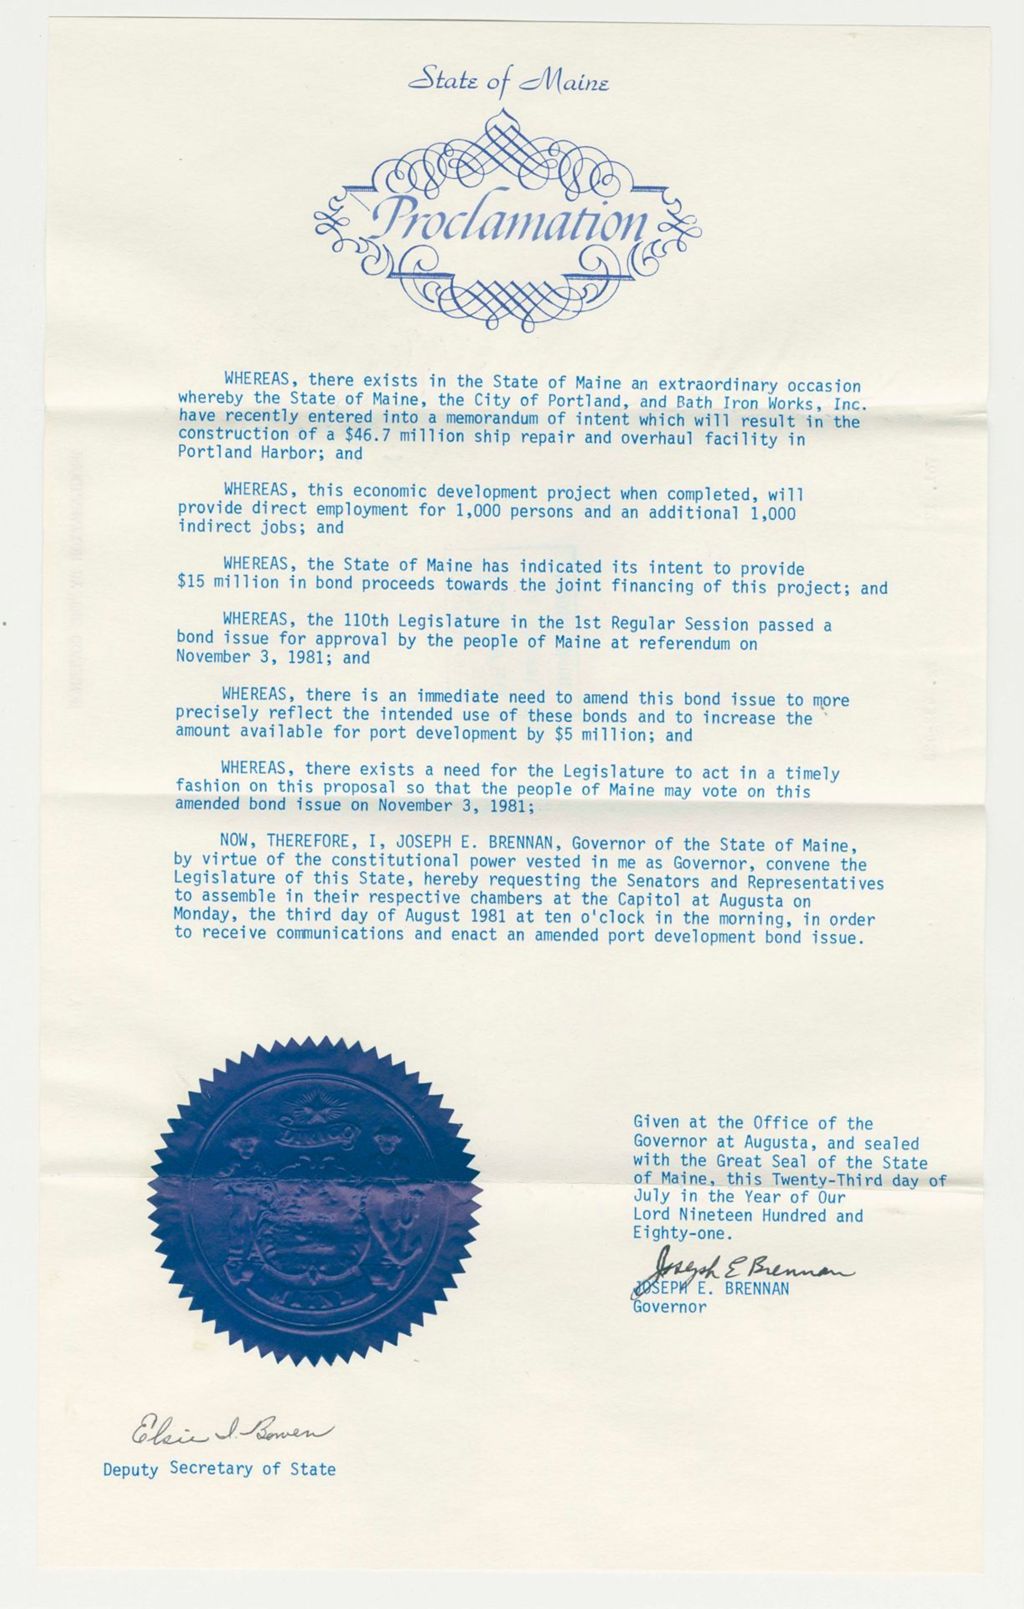 State of Maine
Proclamation
WHEREAS, there exists in the State of Maine an extraordinary occasion
whereby the State of Maine, the City of Portland, and Bath Iron Works, Inc.
have recently entered into a memorandum of intent which will result in the
construction of a $46.7 million ship repair and overhaul facility in
Portland Harbor; and
WHEREAS, this economic development project when completed, will
provide direct employment for 1,000 persons and an additional 1,000
indirect jobs; and
WHEREAS, the State of Maine has indicated its intent to provide
$15 million in bond proceeds towards the joint financing of this project; and
WHEREAS, the 110th Legislature in the 1st Regular Session passed a
bond issue for approval by the people of Maine at referendum on
November 3, 1981; and
WHEREAS, there is an immediate need to amend this bond issue to more
precisely reflect the intended use of these bonds and to increase the
amount available for port development by $5 million; and
WHEREAS, there exists a need for the Legislature to act in a timely
fashion on this proposal so that the people of Maine may vote on this
amended bond issue on November 3, 1981;
NOW, THEREFORE, I, JOSEPH E. BRENNAN, Governor of the State of Maine,
by virtue of the constitutional power vested in me as Governor, convene the
Legislature of this State, hereby requesting the Senators and Representatives
to assemble in their respective chambers at the Capitol at Augusta on
Monday, the third day of August 1981 at ten o'clock in the morning, in order
to receive communications and enact an amended port development bond issue.
Given at the Office of the
Governor at Augusta, and sealed
with the Great Seal of the State
of Maine, this Twenty-Third day of
July in the Year of Our
Lord Nineteen Hundred and
Eighty-one.
Joseph E Brennan
JOSEPH E. BRENNAN
Governor
DIRIGO
MAINE
Elsie I. Bowen
Deputy Secretary of State